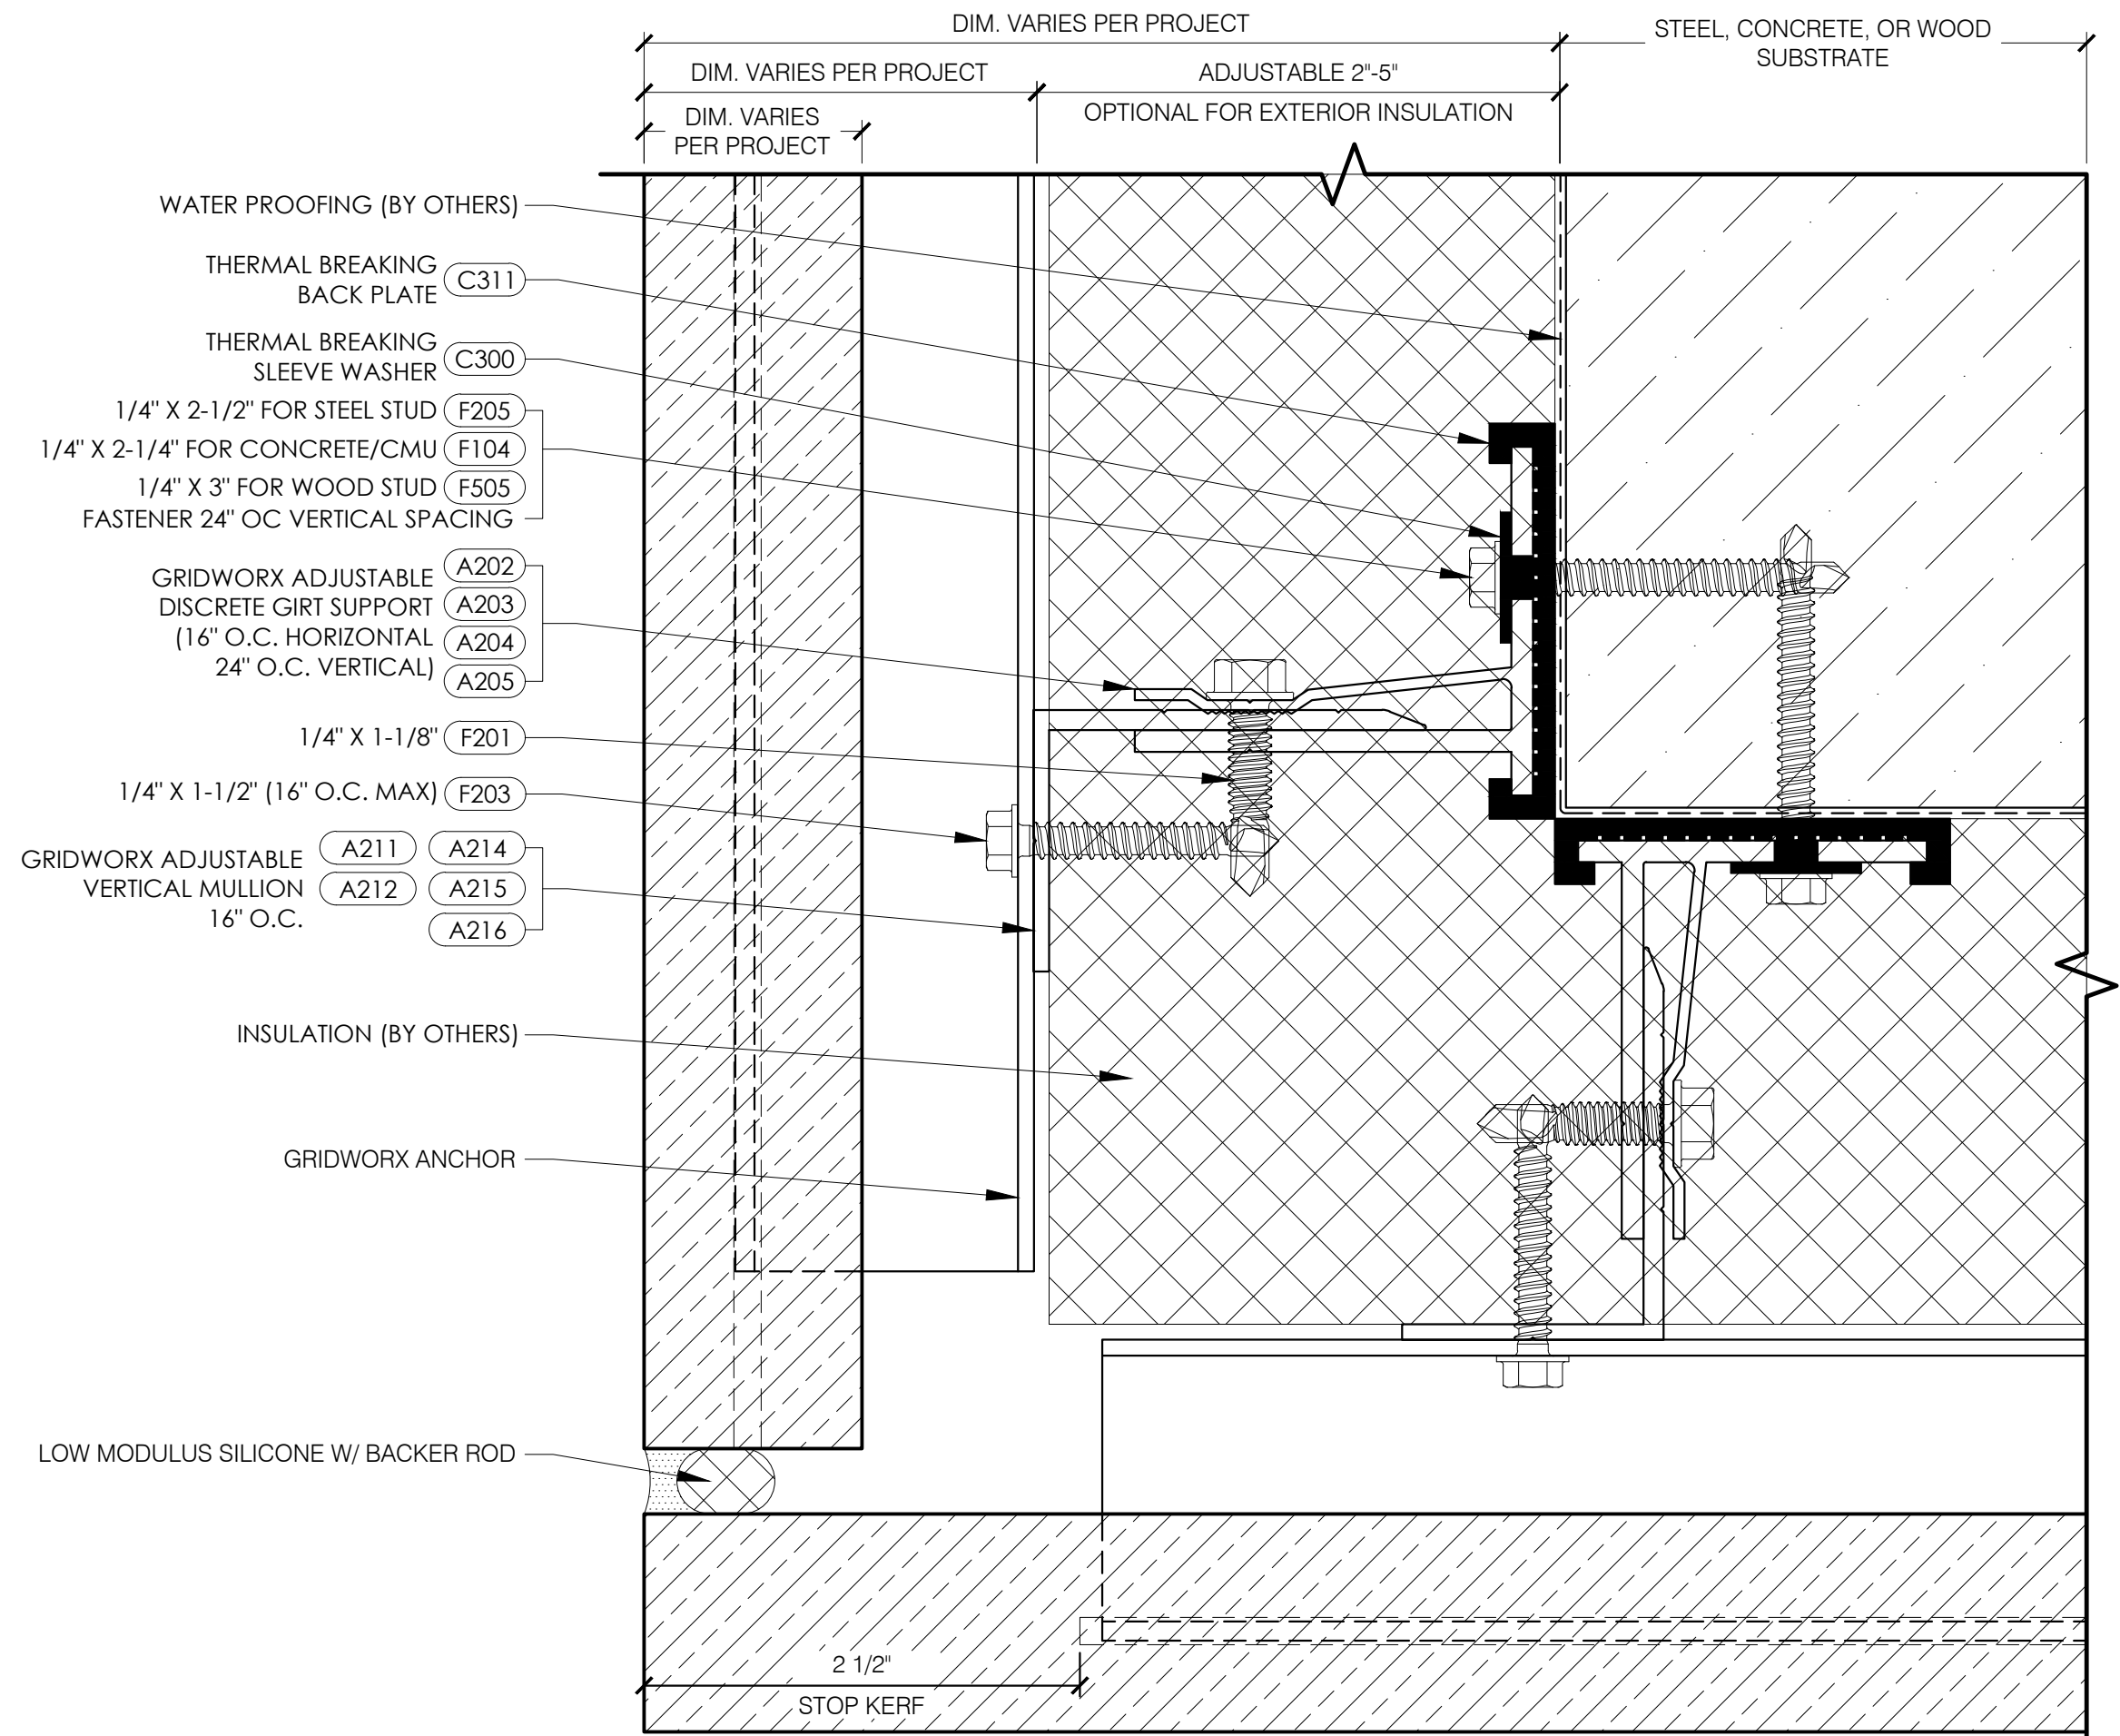 DIM. VARIES PER PROJECT
STEEL, CONCRETE, OR WOOD
SUBSTRATE
DIM. VARIES PER PROJECT
ADJUSTABLE 2"-5"
OPTIONAL FOR EXTERIOR INSULATION
DIM. VARIES
PER PROJECT
WATER PROOFING (BY OTHERS)
THERMAL BREAKING
BACK PLATE
C311
THERMAL BREAKING
SLEEVE WASHER
C300
1/4" X 2-1/2" FOR STEEL STUD F205
1/4" X 2-1/4" FOR CONCRETE/CMU F104
1/4" X 3" FOR WOOD STUD F505
FASTENER 24" OC VERTICAL SPACING
GRIDWORX ADJUSTABLE
DISCRETE GIRT SUPPORT
(16" O.C. HORIZONTAL
24" O.C. VERTICAL)
A202
A203
A204
A205
1/4" X 1-1/8" F201
1/4" X 1-1/2" (16" O.C. MAX) F203
GRIDWORX ADJUSTABLE
VERTICAL MULLION
16" O.C.
A211 A214
A212 A215
A216
INSULATION (BY OTHERS)
GRIDWORX ANCHOR
LOW MODULUS SILICONE W/ BACKER ROD
2 1/2"
STOP KERF